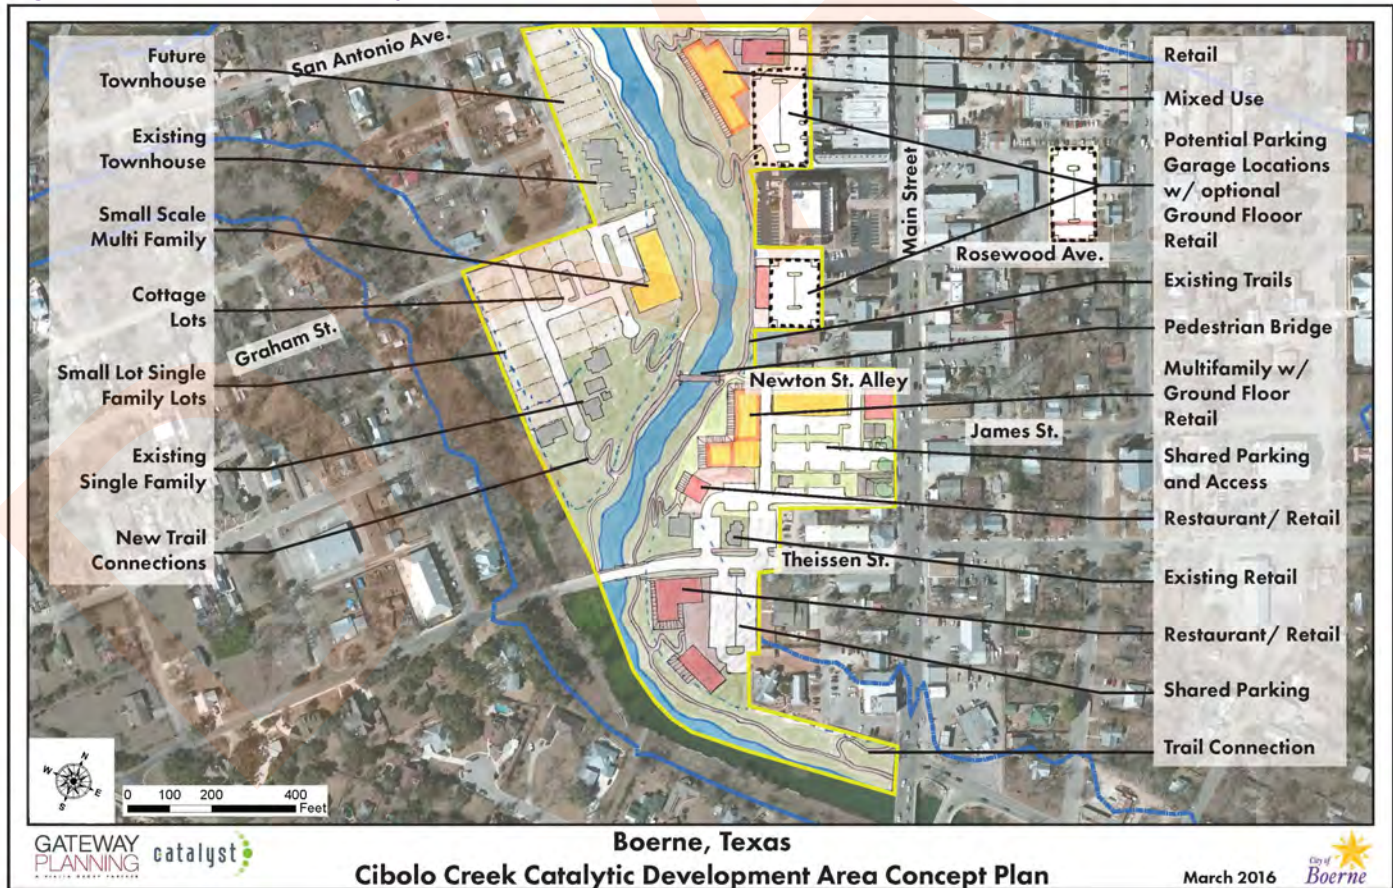 Future
Townhouse
Existing
Townhouse
Small Scale
Multi Family
Cottage
Lots
Small Lot Single
Family Lots
Existing
Single Family
New Trail
Connections
San Antonio Ave.
Graham St.
Main Street
Rosewood Ave.
Newton St. Alley
James St.
Theissen St.
Retail
Mixed Use
Potential Parking
Garage Locations
w/ optional
Ground Flooor
Retail
Existing Trails
Pedestrian Bridge
Multifamily w/
Ground Floor
Retail
Shared Parking
and Access
Restaurant/ Retail
Existing Retail
Restaurant/ Retail
Shared Parking
Trail Connection
N
W
E
S
0 100 200 400
Feet
GATEWAY
PLANNING
catalyst
Boerne, Texas
Cibolo Creek Catalytic Development Area Concept Plan
March 2016
City of
Boerne